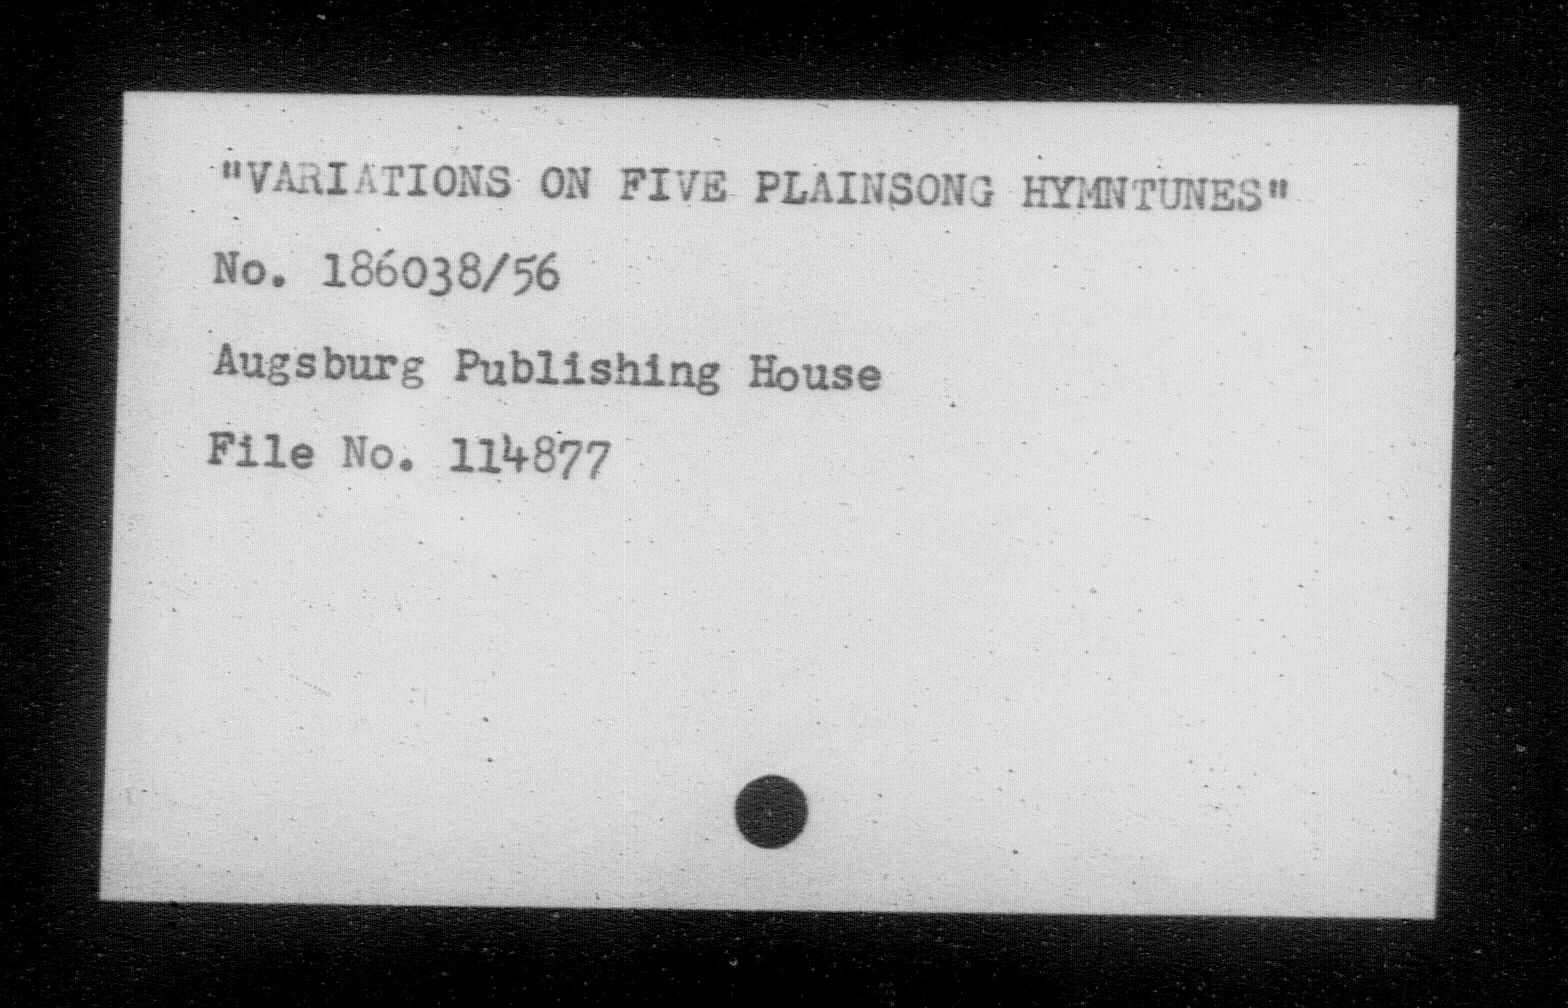 "VARIATIONS ON FIVE PLAINSONG HYMNTUNES"
No. 186038/56
Augsburg Publishing House
File No. 114877